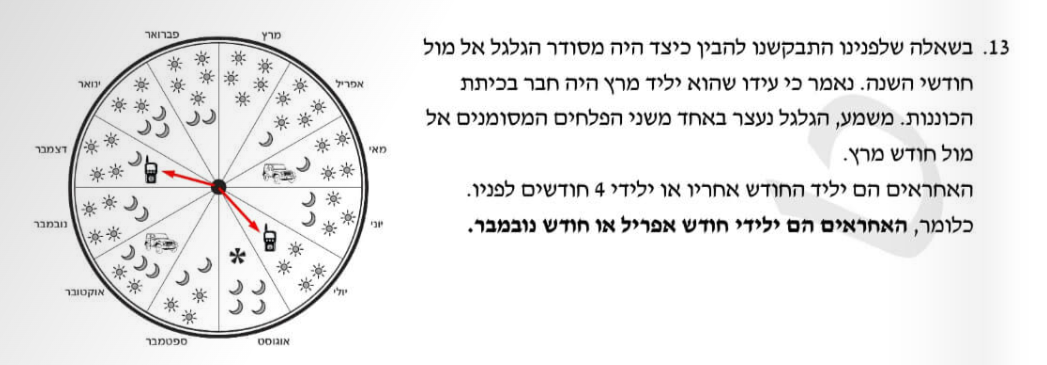 פברואר
מרץ
ינואר
אפריל
דצמבר
מאי
נובמבר
יוני
אוקטובר
יולי
ספטמבר
אוגוסט
13. בשאלה שלפנינו התבקשנו להבין כיצד היה מסודר הגלגל אל מול
חודשי השנה. נאמר כי עידו שהוא יליד מרץ היה חבר בכיתת
הכוננות. משמע, הגלגל נעצר באחד משני הפלחים המסומנים אל
מול חודש מרץ.
האחראים הם יליד החודש אחריו או ילידי 4 חודשים לפניו.
כלומר, האחראים הם ילידי חודש אפריל או חודש נובמבר.